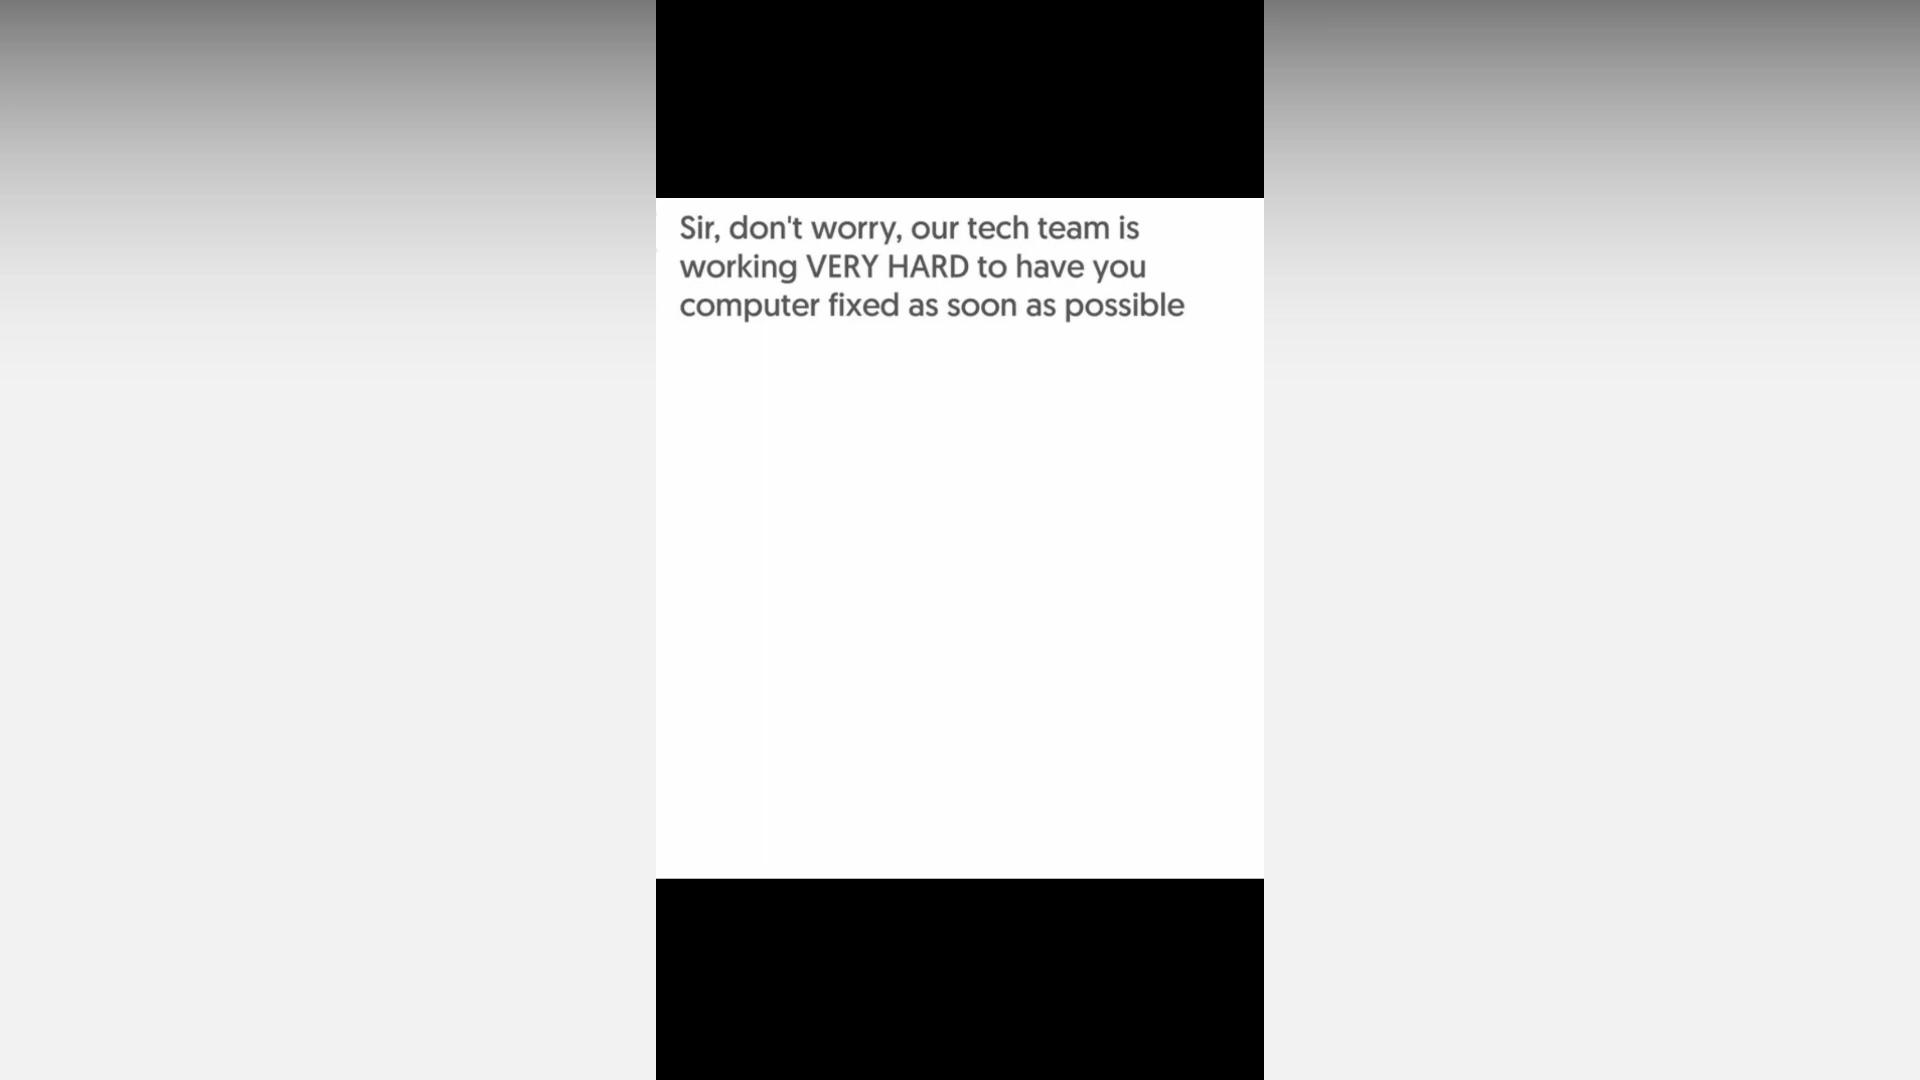 Sir, don't worry, our tech team is
working VERY HARD to have you
computer fixed as soon as possible